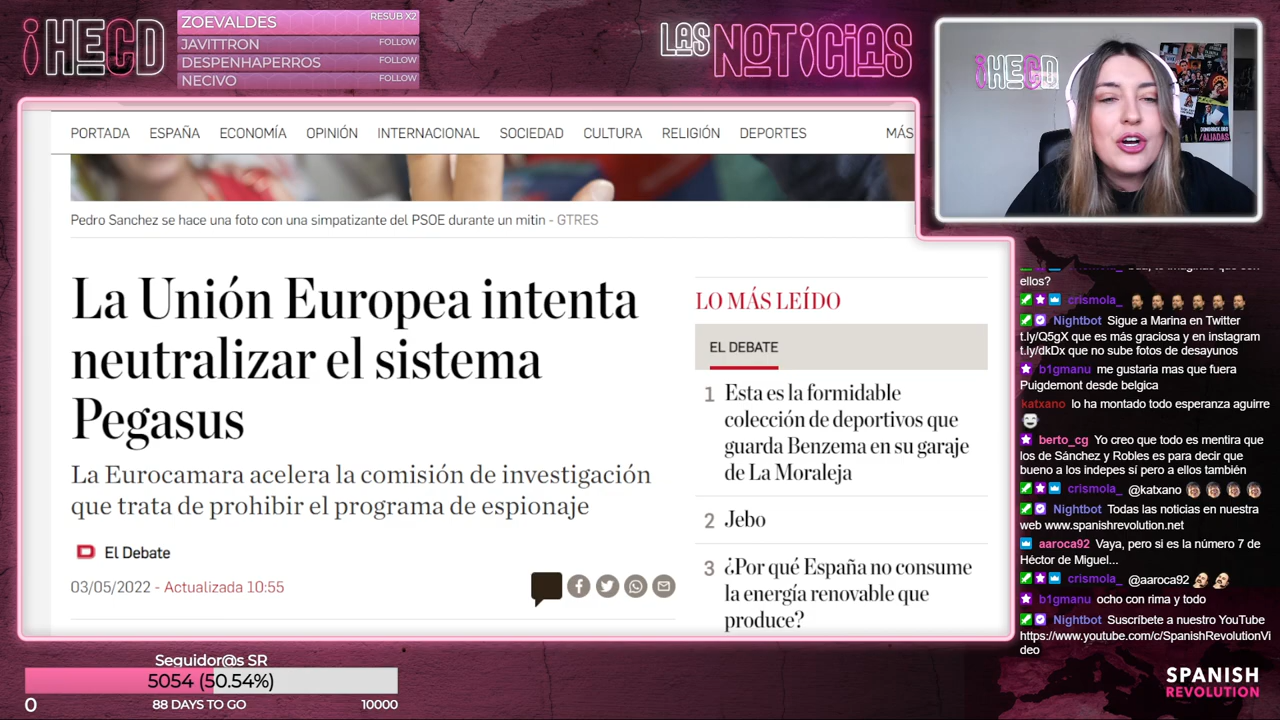 ¡HECD
ZOEVALDES RESUB X2
JAVITTRON FOLLOW
DESPENHAPERROS FOLLOW
NECIVO FOLLOW
LAS NOTICIAS
¡HECD
PORTADA ESPAÑA ECONOMÍA OPINIÓN INTERNACIONAL SOCIEDAD CULTURA RELIGIÓN DEPORTES MÁS
Pedro Sanchez se hace una foto con una simpatizante del PSOE durante un mitin - GTRES
La Unión Europea intenta
neutralizar el sistema
Pegasus
La Eurocamara acelera la comisión de investigación
que trata de prohibir el programa de espionaje
El Debate
03/05/2022 - Actualizada 10:55
LO MÁS LEÍDO
EL DEBATE
1 Esta es la formidable
colección de deportivos que
guarda Benzema en su garaje
de La Moraleja
2 Jebo
3 ¿Por qué España no consume
la energía renovable que
produce?
ellos?
crismola_
Nightbot Sigue a Marina en Twitter
t.ly/Q5gX que es más graciosa y en instagram
t.ly/dkDx que no sube fotos de desayunos
b1gmanu me gustaria mas que fuera
Puigdemont desde belgica
katxano lo ha montado todo esperanza aguirre
berto_cg Yo creo que todo es mentira que
los de Sánchez y Robles es para decir que
bueno a los indepes sí pero a ellos también
crismola_ @katxano
Nightbot Todas las noticias en nuestra
web www.spanishrevolution.net
aaroca92 Vaya, pero si es la número 7 de
Héctor de Miguel...
crismola_ @aaroca92
b1gmanu ocho con rima y todo
Nightbot Suscríbete a nuestro YouTube
https://www.youtube.com/c/SpanishRevolutionVi
deo
Seguidor@s SR
5054 (50.54%)
0 88 DAYS TO GO 10000
SPANISH
REVOLUTION